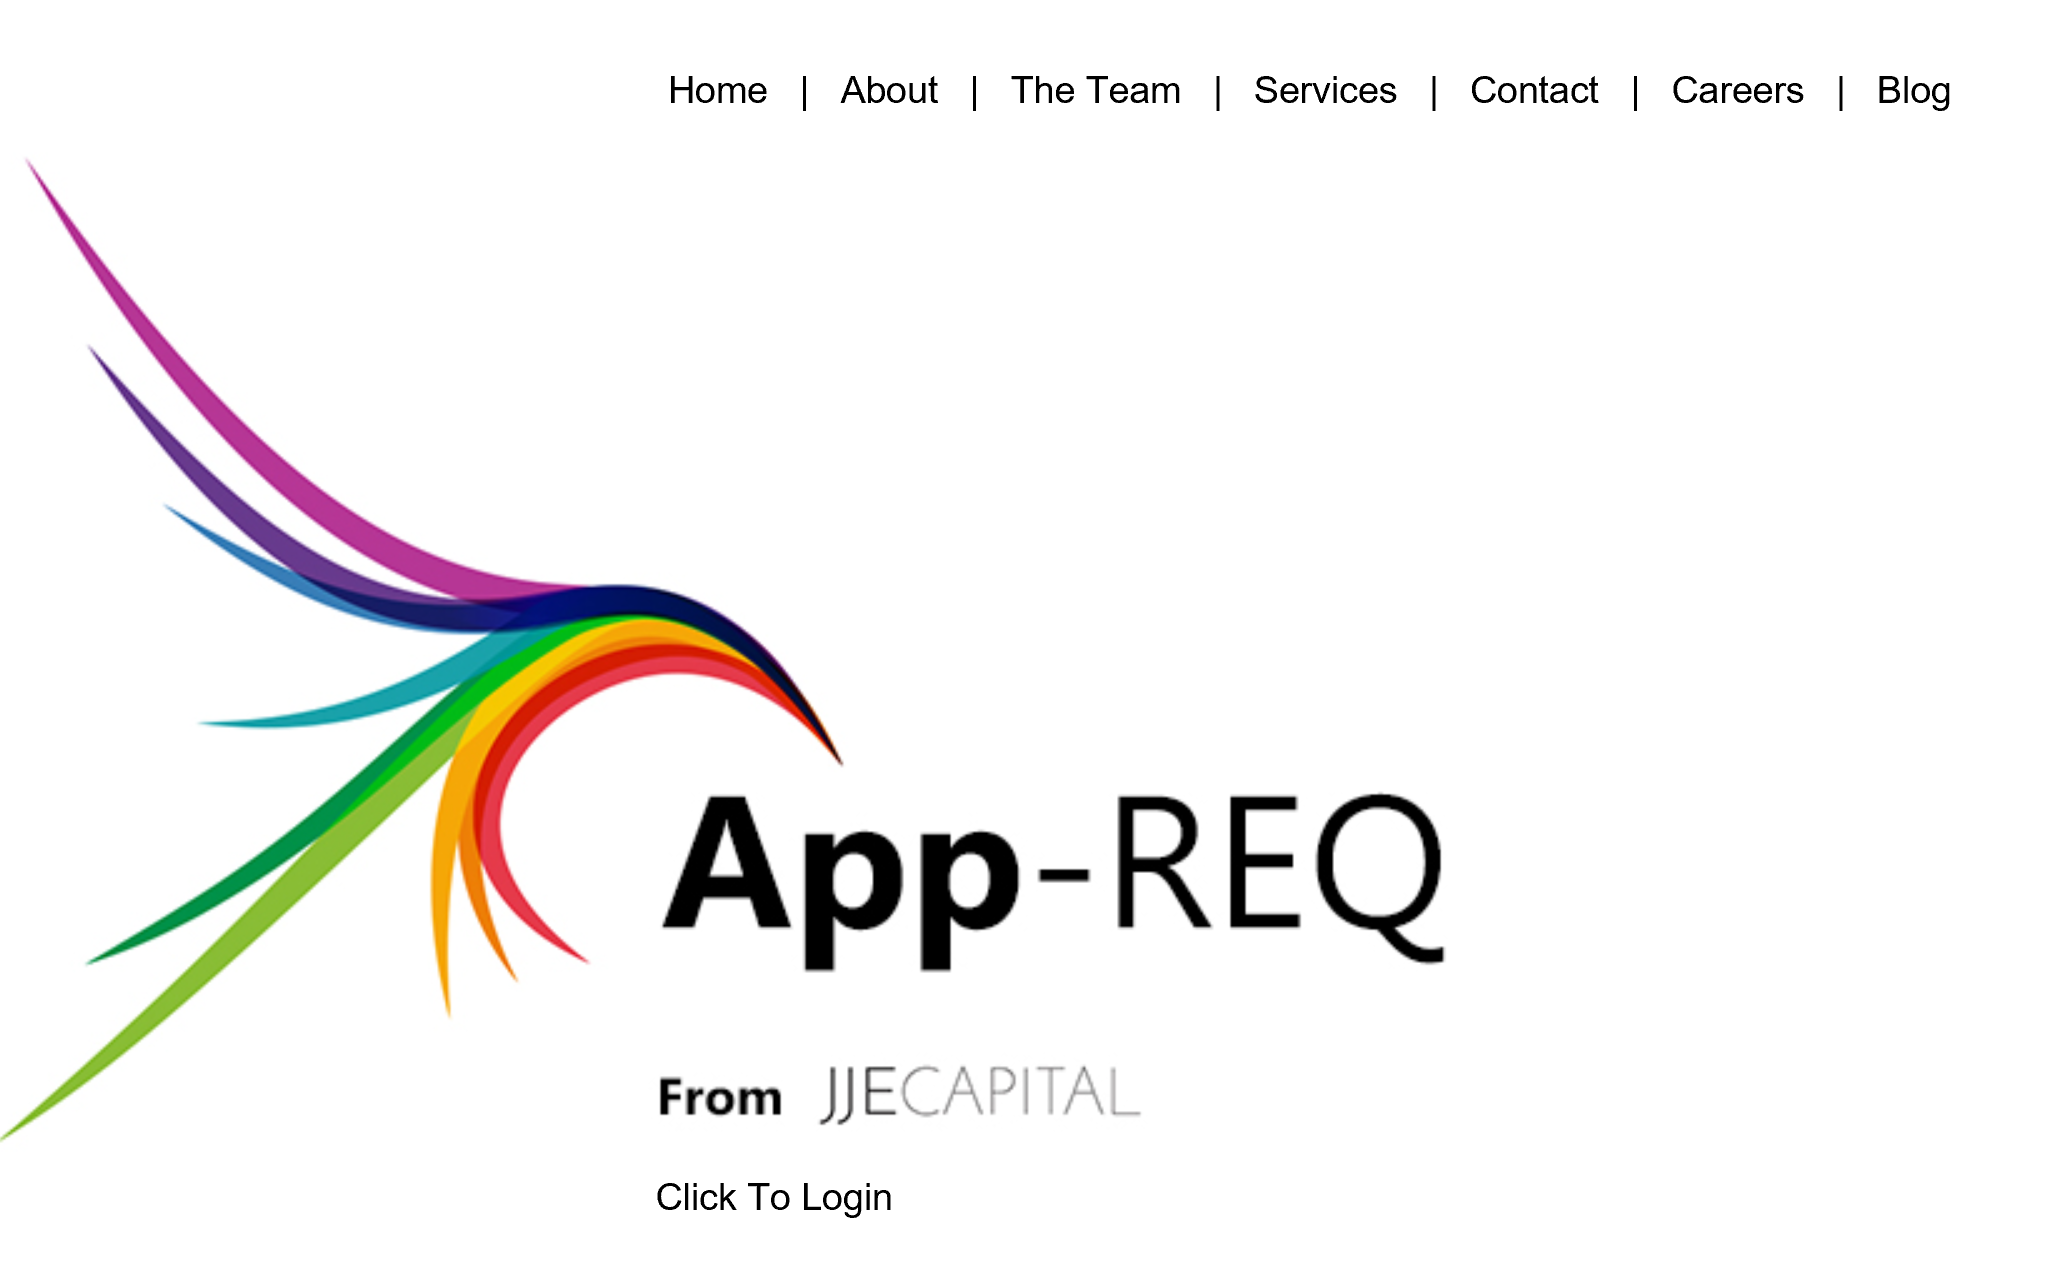 Home | About | The Team | Services | Contact | Careers | Blog
App-REQ
From JJECAPITAL
Click To Login